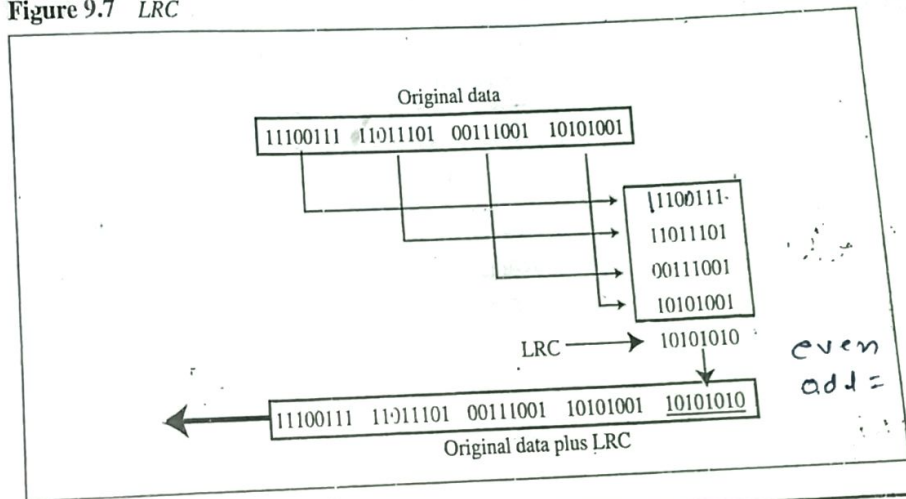 Figure 9.7 LRC
Original data
11100111 11011101 00111001 10101001
11100111
11011101
00111001
10101001
LRC 10101010
even
add =
11100111 11011101 00111001 10101001 10101010
Original data plus LRC